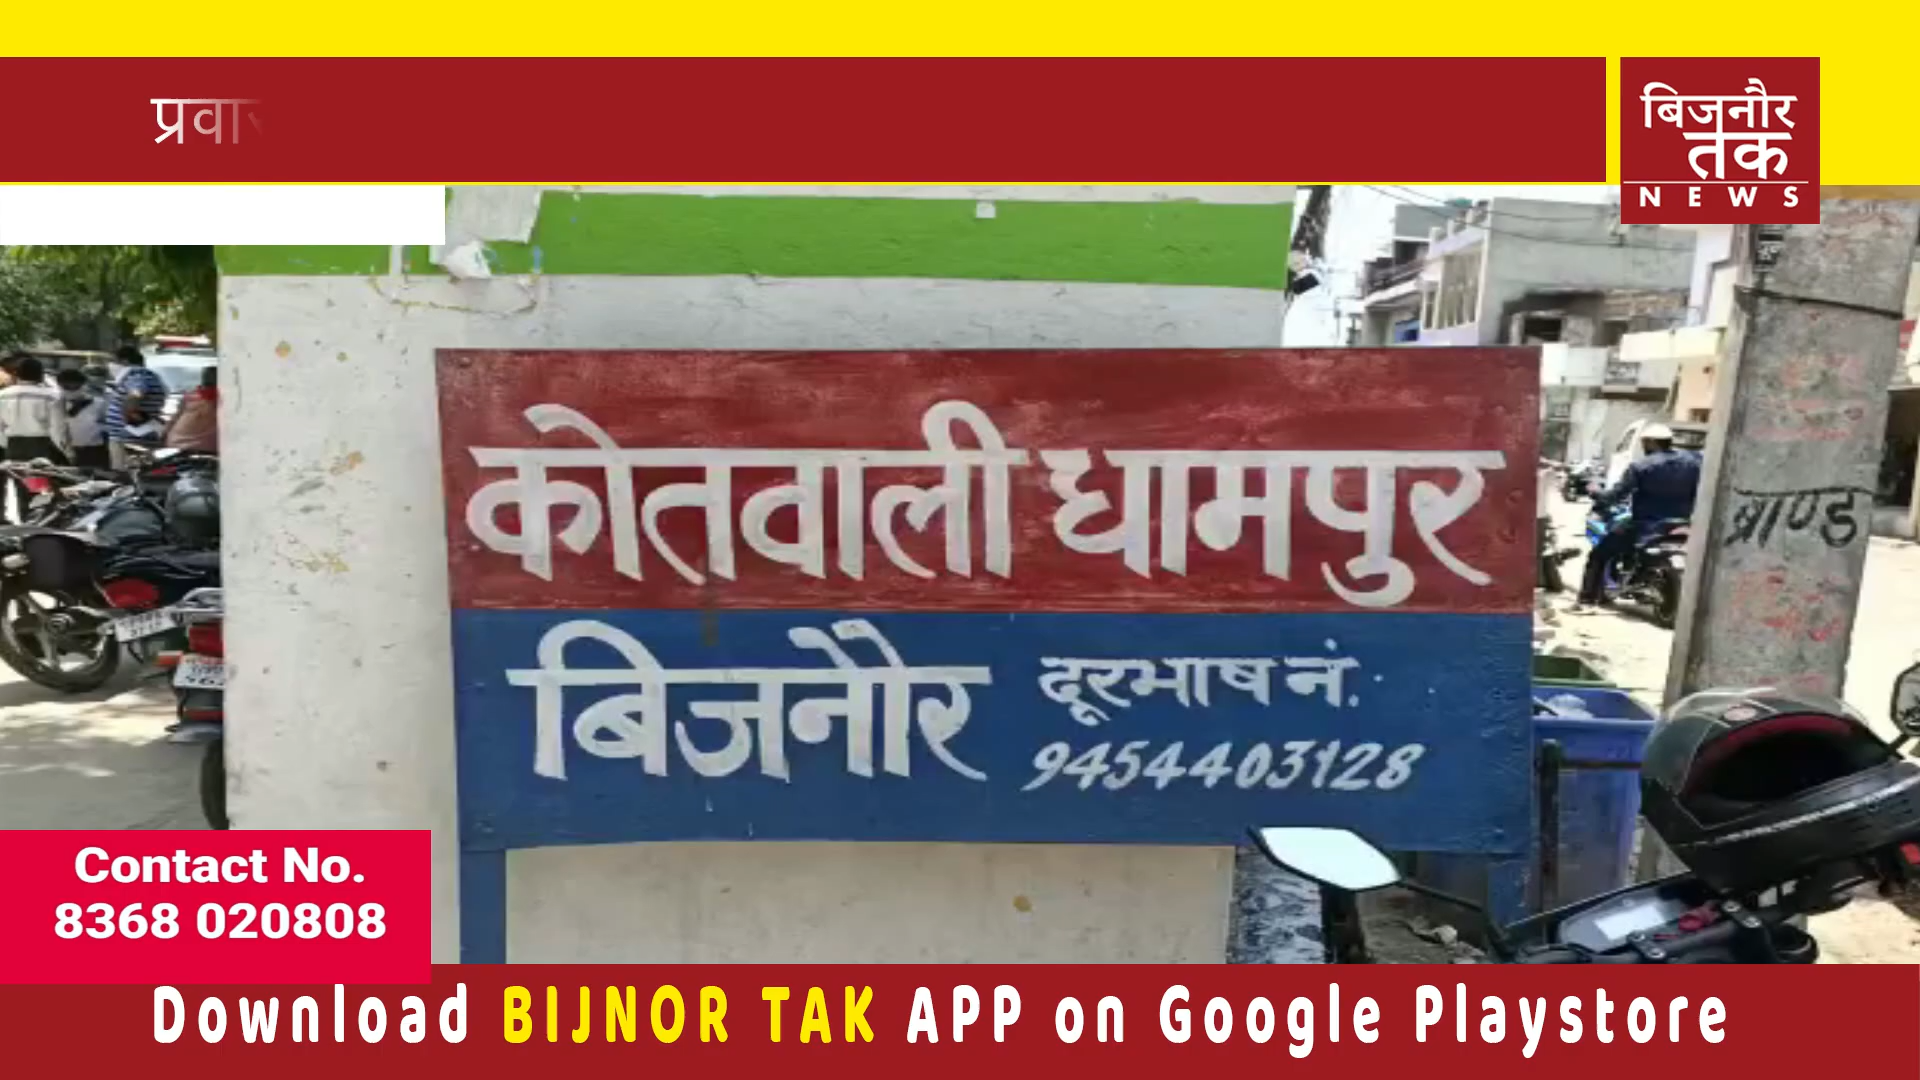 बिजनौर
तक
NEWS
कोतवाली धामपुर
बिजनौर
दूरभाष नं.
9454403128
ब्राण्ड
Contact No.
8368 020808
Download BIJNOR TAK APP on Google Playstore